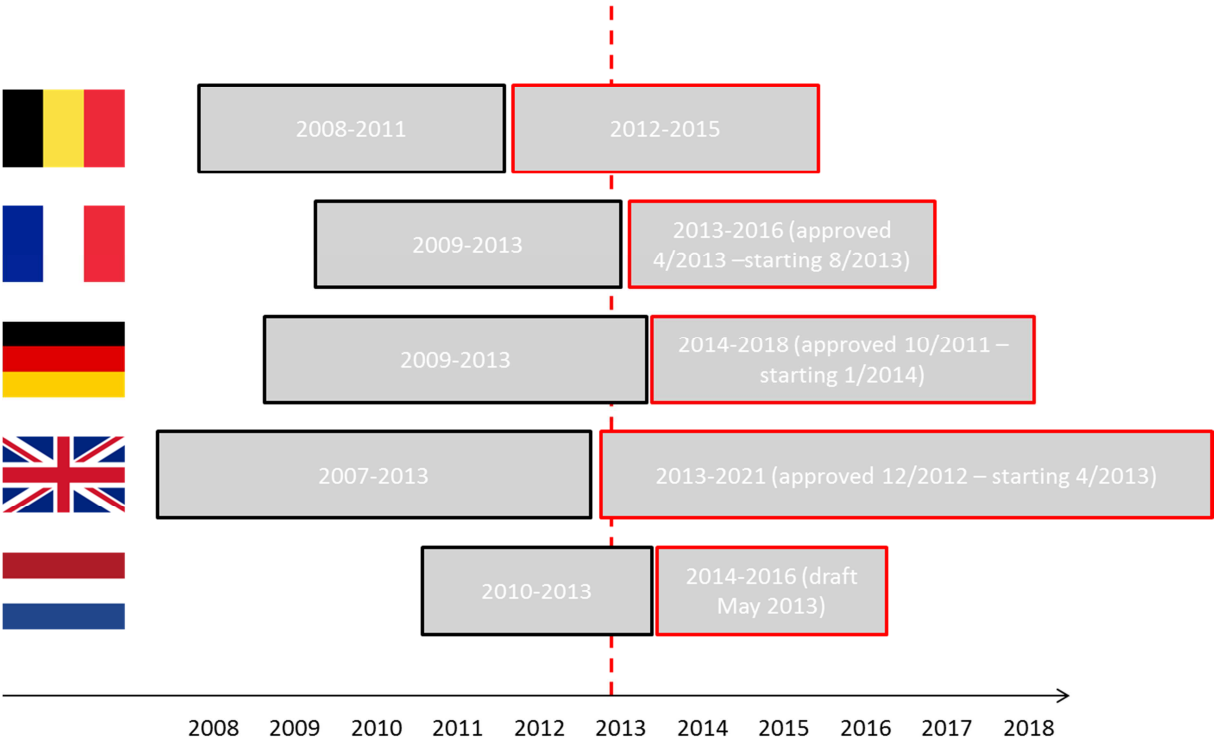 2008-2011
2012-2015
2009-2013
2013-2016 (approved
4/2013 –starting 8/2013)
2009-2013
2014-2018 (approved 10/2011 –
starting 1/2014)
2007-2013
2013-2021 (approved 12/2012 – starting 4/2013)
2010-2013
2014-2016 (draft
May 2013)
2008 2009 2010 2011 2012 2013 2014 2015 2016 2017 2018